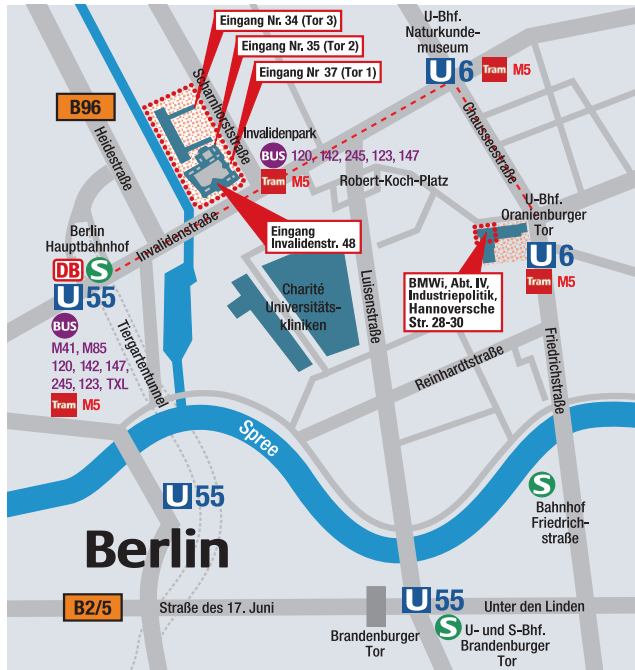 Eingang Nr. 34 (Tor 3)
Eingang Nr. 35 (Tor 2)
Eingang Nr 37 (Tor 1)
U-Bhf.
Naturkunde-
museum
U 6 Tram M5
B96
Heidestraße
Scharnhorststraße
Invalidenpark
BUS 120, 142, 245, 123, 147
Tram M5
Chausseestraße
Robert-Koch-Platz
U-Bhf.
Oranienburger
Tor
U 6
Tram M5
Invalidenstraße
Eingang
Invalidenstr. 48
Berlin
Hauptbahnhof
DB S
U 55
BUS
M41, M85
120, 142, 147,
245, 123, TXL
Tram M5
Tiergartentunnel
Charité
Universitäts-
kliniken
Luisenstraße
BMWi, Abt. IV,
Industriepolitik,
Hannoversche
Str. 28-30
Reinhardtstraße
Friedrichstraße
Spree
U 55
S
Bahnhof
Friedrich-
straße
Berlin
B2/5
Straße des 17. Juni
Brandenburger
Tor
U 55
Unter den Linden
S U- und S-Bhf.
Brandenburger
Tor